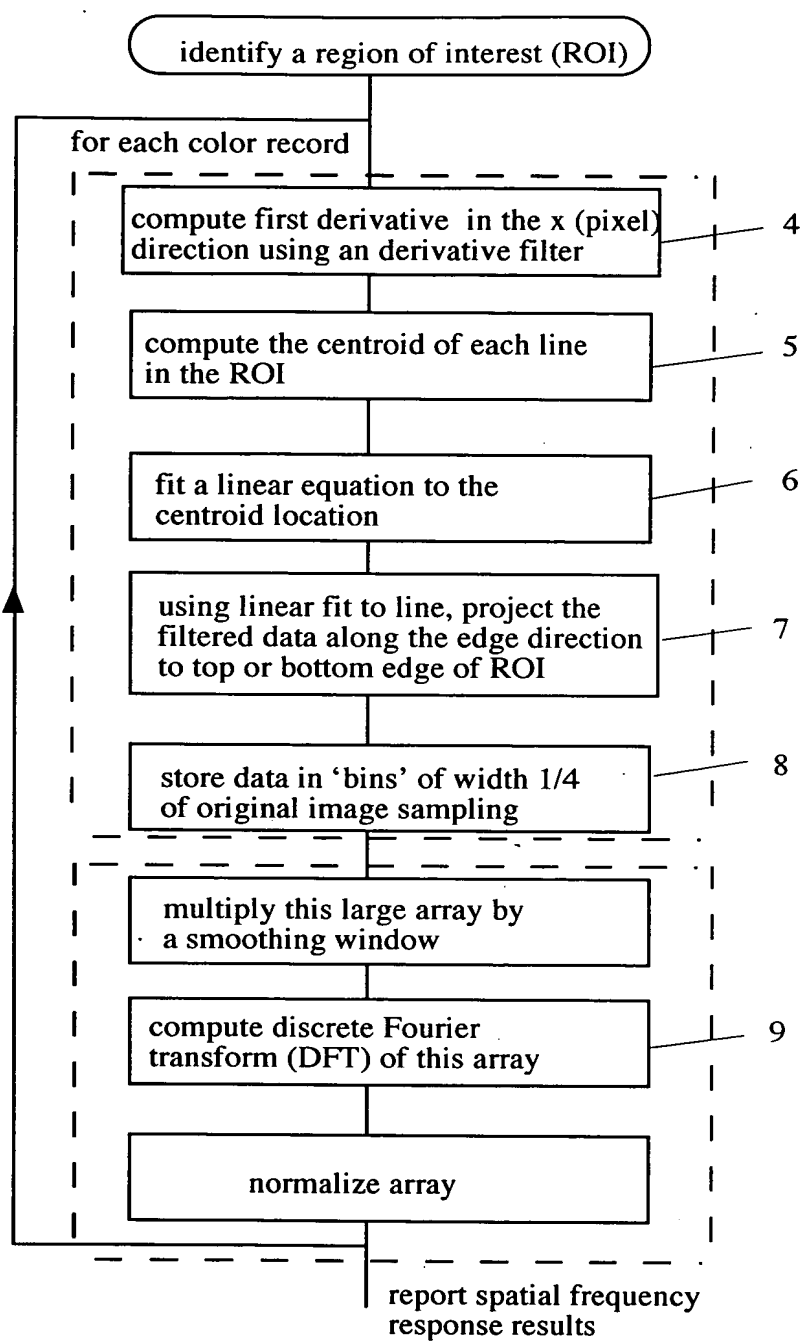 identify a region of interest (ROI)
for each color record
compute first derivative in the x (pixel)
direction using an derivative filter
4
compute the centroid of each line
in the ROI
5
fit a linear equation to the
centroid location
6
using linear fit to line, project the
filtered data along the edge direction
to top or bottom edge of ROI
7
store data in ‘bins’ of width 1/4
of original image sampling
8
multiply this large array by
a smoothing window
compute discrete Fourier
transform (DFT) of this array
9
normalize array
report spatial frequency
response results